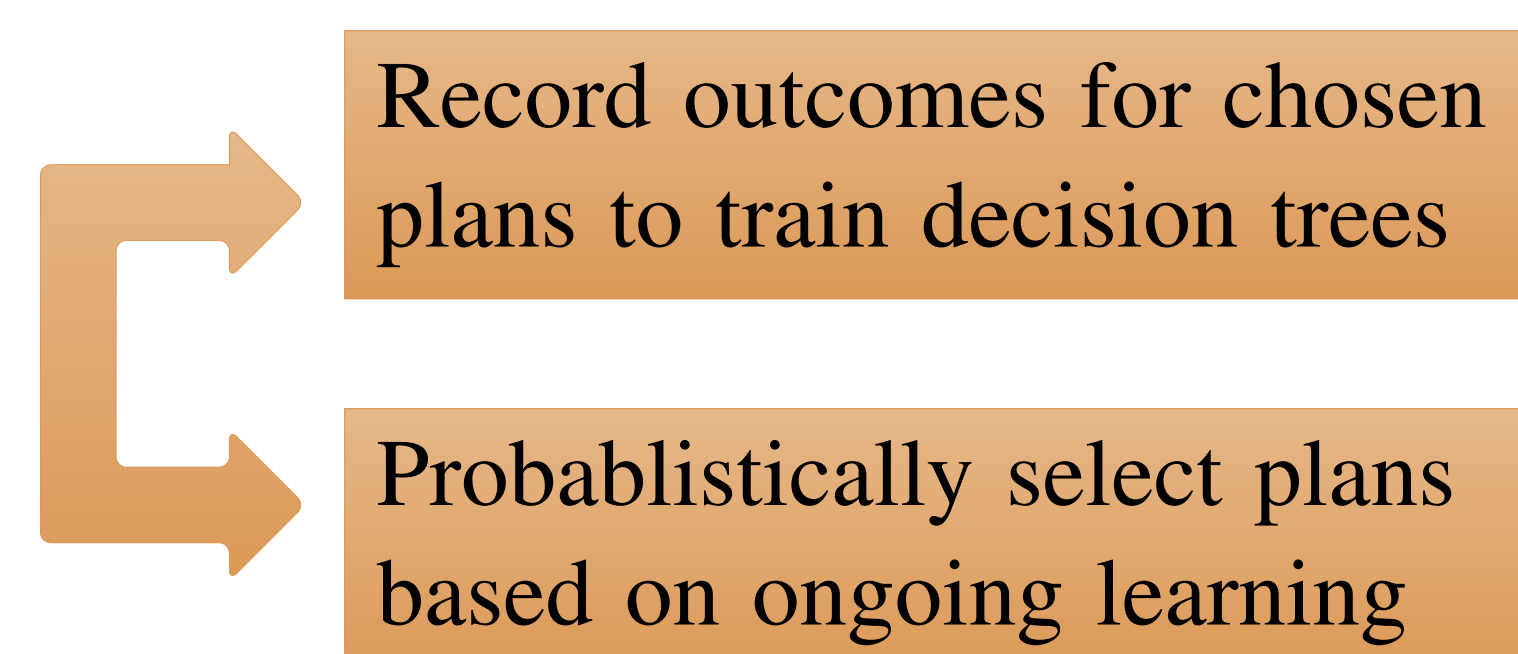 Record outcomes for chosen
plans to train decision trees
Probablistically select plans
based on ongoing learning